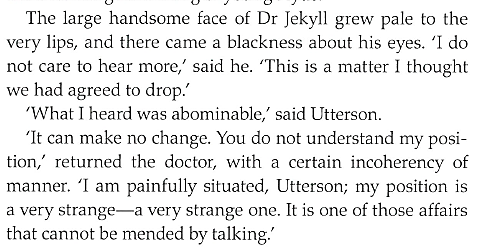 The large handsome face of Dr Jekyll grew pale to the
very lips, and there came a blackness about his eyes. ‘I do
not care to hear more,’ said he. ‘This is a matter I thought
we had agreed to drop.’
‘What I heard was abominable,’ said Utterson.
‘It can make no change. You do not understand my posi-
tion,’ returned the doctor, with a certain incoherency of
manner. ‘I am painfully situated, Utterson; my position is
a very strange—a very strange one. It is one of those affairs
that cannot be mended by talking.’